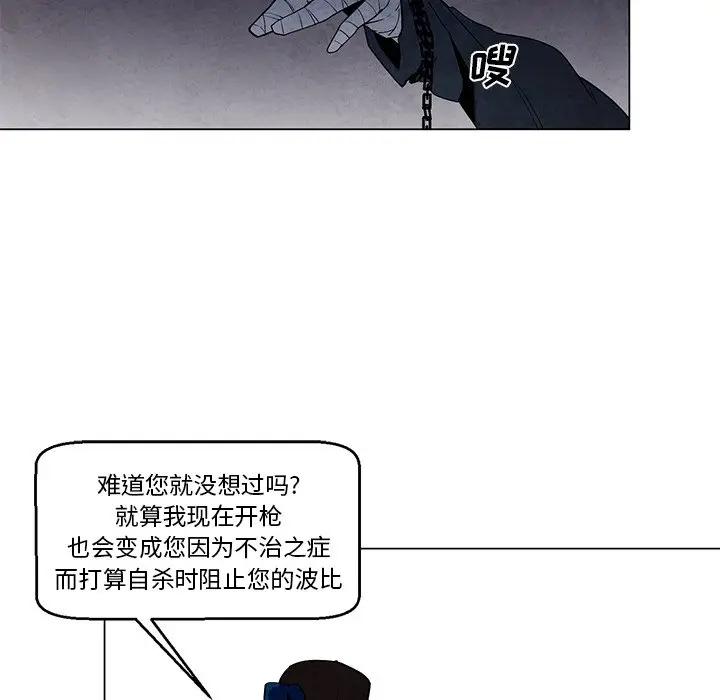 嗖
难道您就没想过吗?
就算我现在开枪
也会变成您因为不治之症
而打算自杀时阻止您的波比